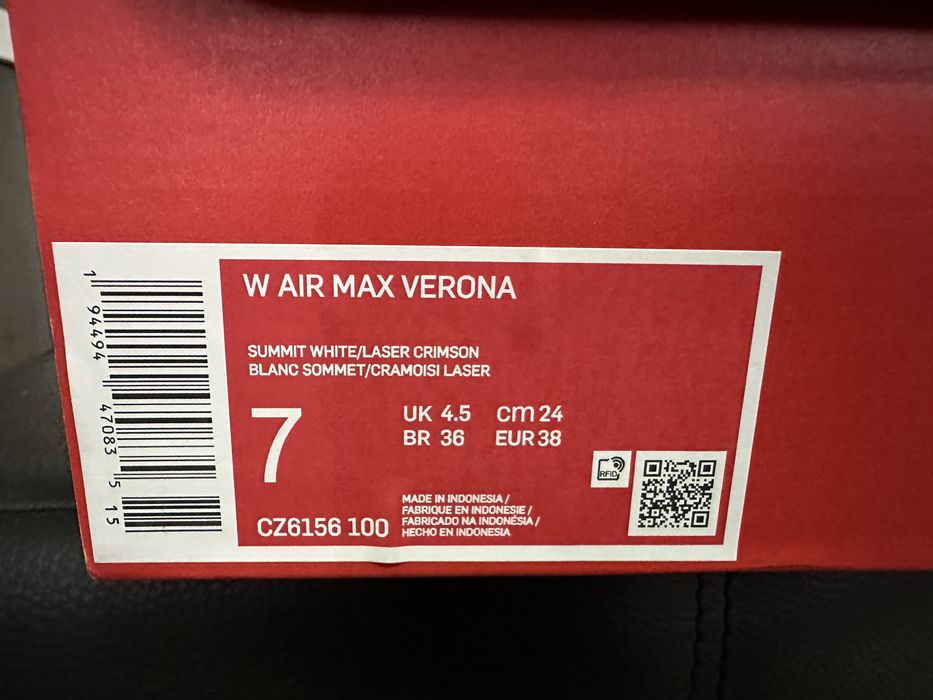 1 94494 47083 5 15
W AIR MAX VERONA
SUMMIT WHITE/LASER CRIMSON
BLANC SOMMET/CRAMOISI LASER
7
UK 4.5 cm 24
BR 36 EUR 38
RFID
CZ6156 100
MADE IN INDONESIA /
FABRIQUE EN INDONESIE /
FABRICADO NA INDONÉSIA /
HECHO EN INDONESIA